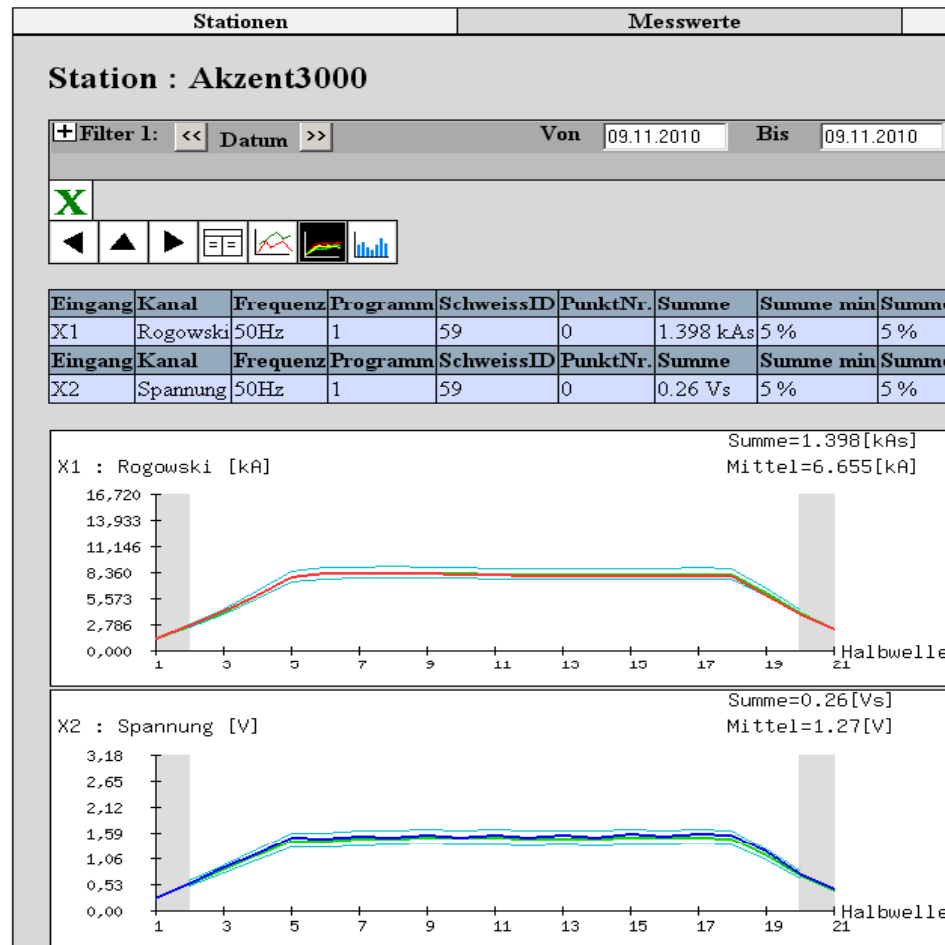 Stationen Messwerte
Station : Akzent3000
+ Filter 1: << Datum >> Von 09.11.2010 Bis 09.11.2010
X
Eingang Kanal Frequenz Programm SchweissID PunktNr. Summe Summe min Summe
X1 Rogowski 50Hz 1 59 0 1.398 kAs 5 % 5 %
Eingang Kanal Frequenz Programm SchweissID PunktNr. Summe Summe min Summe
X2 Spannung 50Hz 1 59 0 0.26 Vs 5 % 5 %
Summe=1.398[kAs]
X1 : Rogowski [kA] Mittel=6.655[kA]
16,720
13,933
11,146
8,360
5,573
2,786
0,000
Halbwelle
1 3 5 7 9 11 13 15 17 19 21
Summe=0.26[Vs]
X2 : Spannung [V] Mittel=1.27[V]
3,18
2,65
2,12
1,59
1,06
0,53
0,00
Halbwelle
1 3 5 7 9 11 13 15 17 19 21